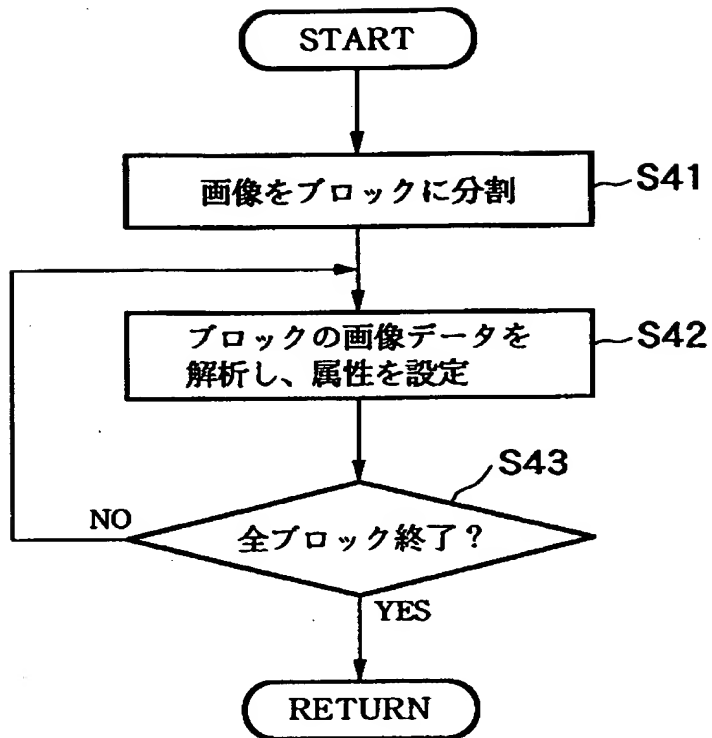 START
画像をブロックに分割
S41
ブロックの画像データを
解析し、属性を設定
S42
S43
全ブロック終了?
NO
YES
RETURN